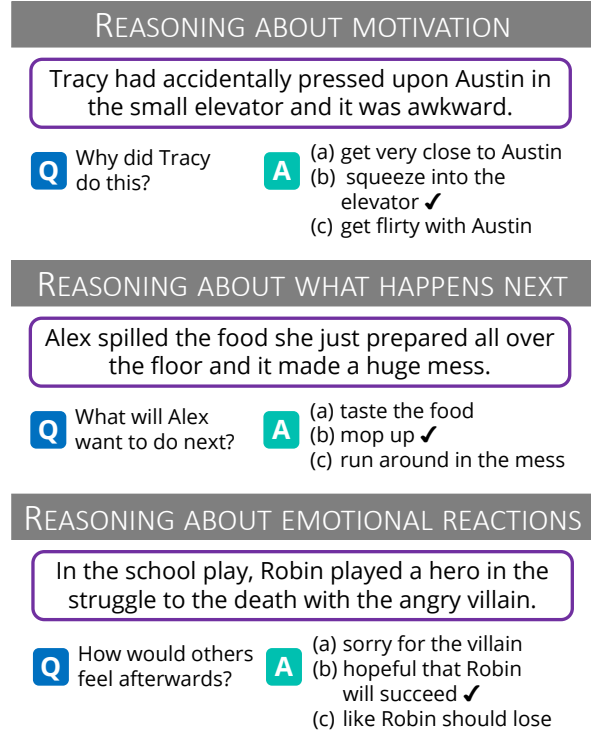 REASONING ABOUT MOTIVATION
Tracy had accidentally pressed upon Austin in
the small elevator and it was awkward.
Q Why did Tracy
do this?
A (a) get very close to Austin
(b) squeeze into the
elevator ✔
(c) get flirty with Austin
REASONING ABOUT WHAT HAPPENS NEXT
Alex spilled the food she just prepared all over
the floor and it made a huge mess.
Q What will Alex
want to do next?
A (a) taste the food
(b) mop up ✔
(c) run around in the mess
REASONING ABOUT EMOTIONAL REACTIONS
In the school play, Robin played a hero in the
struggle to the death with the angry villain.
Q How would others
feel afterwards?
A (a) sorry for the villain
(b) hopeful that Robin
will succeed ✔
(c) like Robin should lose